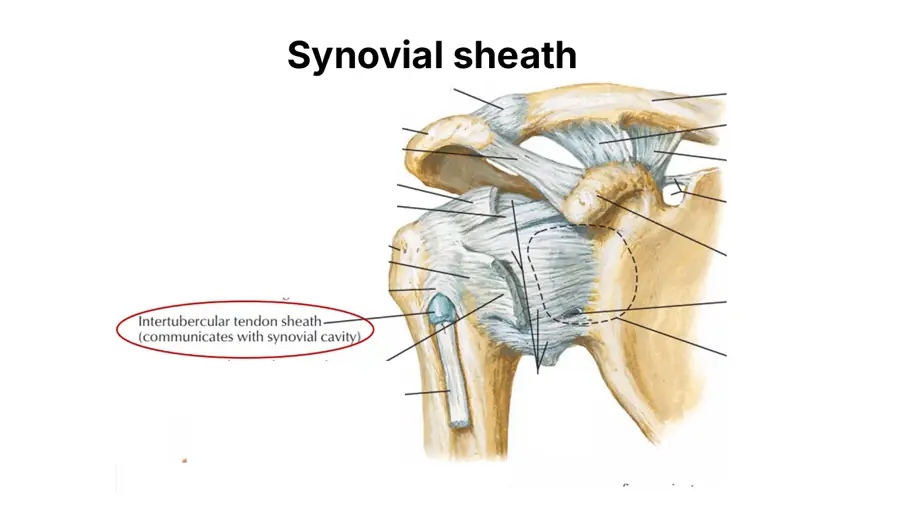 Synovial sheath
Intertubercular tendon sheath
(communicates with synovial cavity)